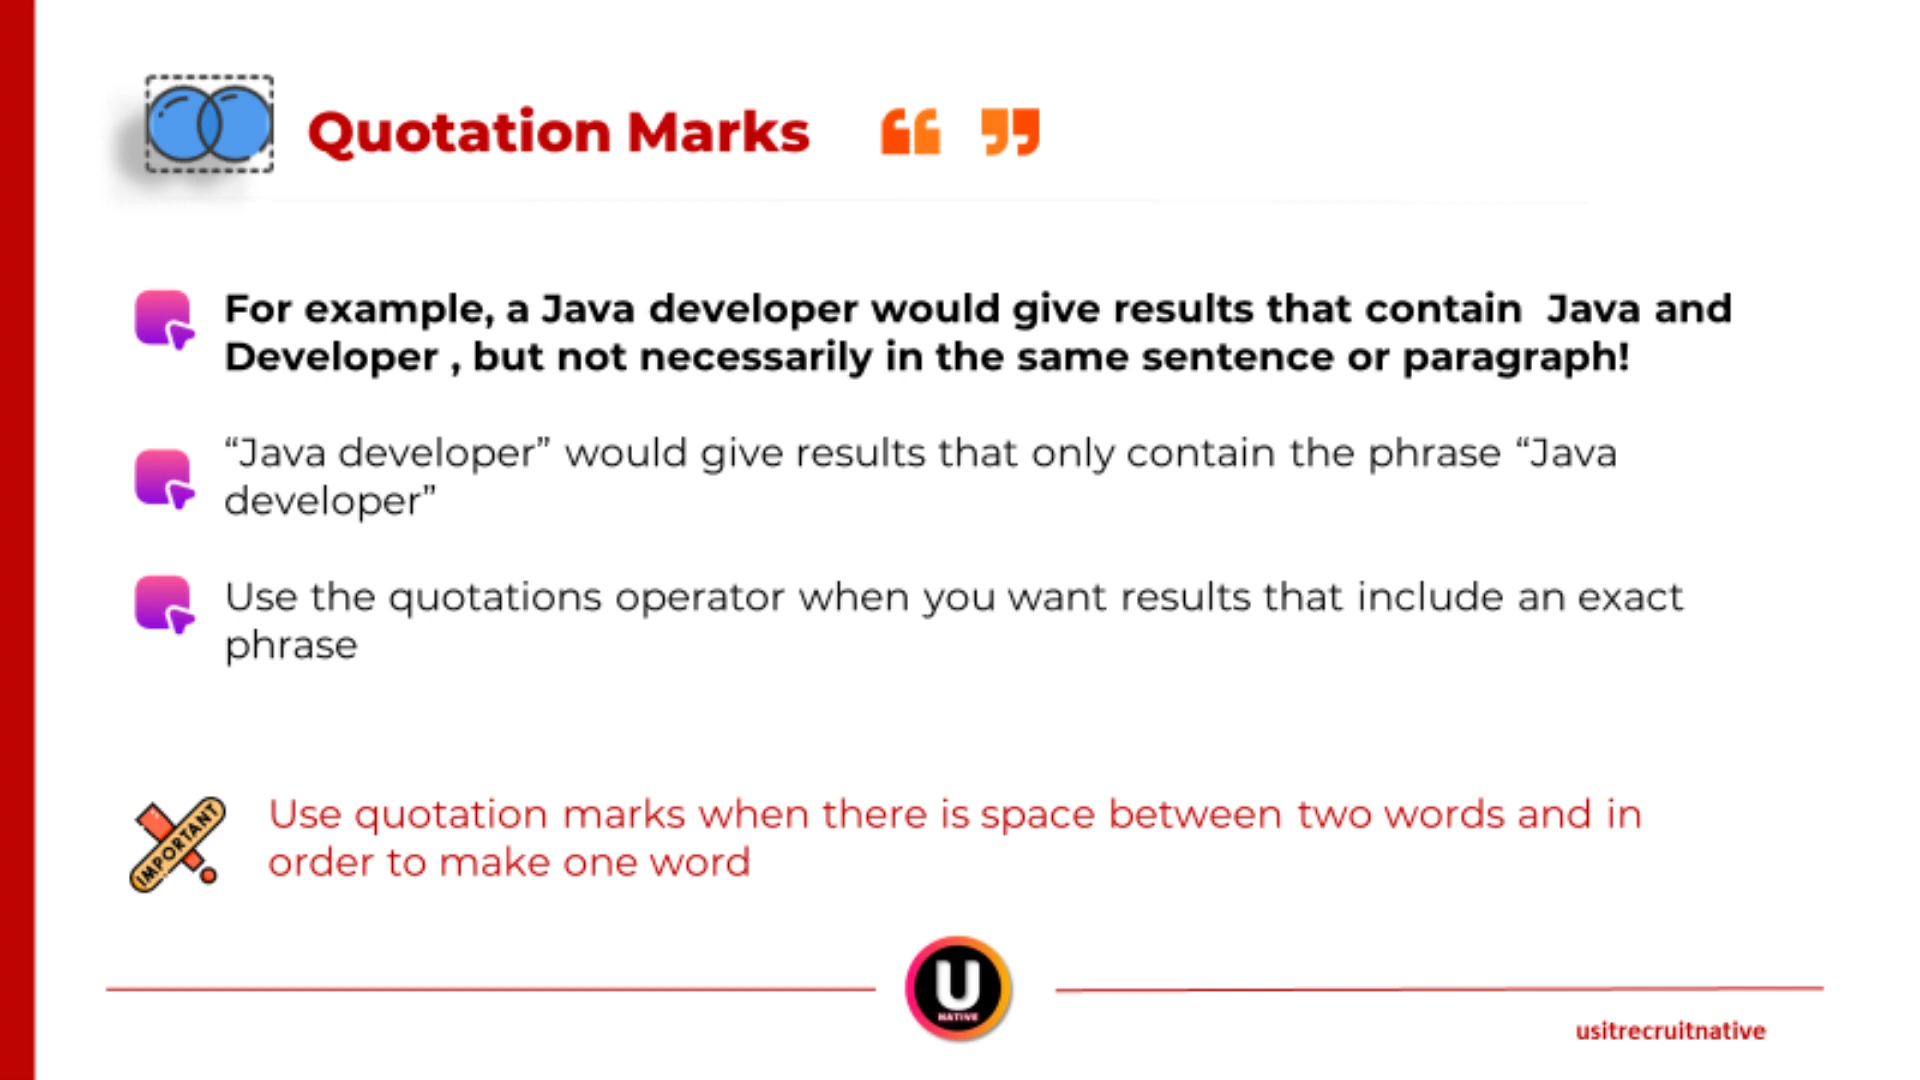 Quotation Marks
For example, a Java developer would give results that contain  Java and
Developer , but not necessarily in the same sentence or paragraph!
“Java developer” would give results that only contain the phrase “Java
developer”
Use the quotations operator when you want results that include an exact
phrase
IMPORTANT
Use quotation marks when there is space between two words and in
order to make one word
U
NATIVE
usitrecruitnative